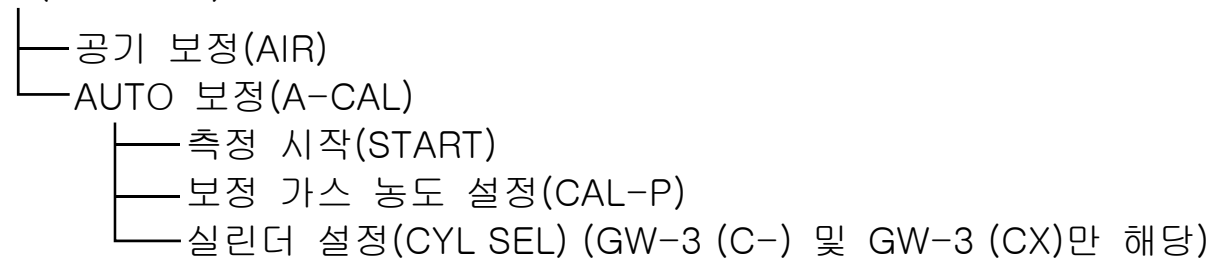 공기 보정(AIR)
AUTO 보정(A-CAL)
측정 시작(START)
보정 가스 농도 설정(CAL-P)
실린더 설정(CYL SEL) (GW-3 (C-) 및 GW-3 (CX)만 해당)